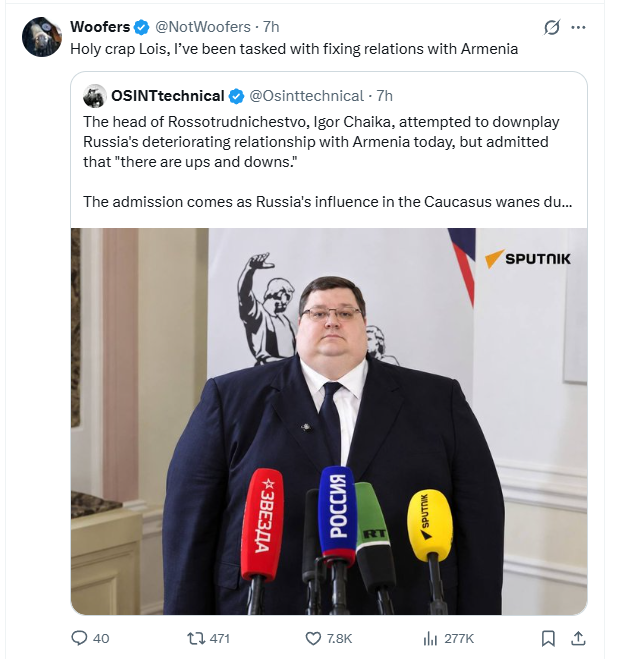 Woofers @NotWoofers · 7h
Holy crap Lois, I’ve been tasked with fixing relations with Armenia
OSINTtechnical @Osinttechnical · 7h
The head of Rossotrudnichestvo, Igor Chaika, attempted to downplay
Russia's deteriorating relationship with Armenia today, but admitted
that "there are ups and downs."
The admission comes as Russia's influence in the Caucasus wanes du...
SPUTNIK
ЗВЕЗДА
РОССИЯ
RT
SPUTNIK
40 471 7.8K 277K